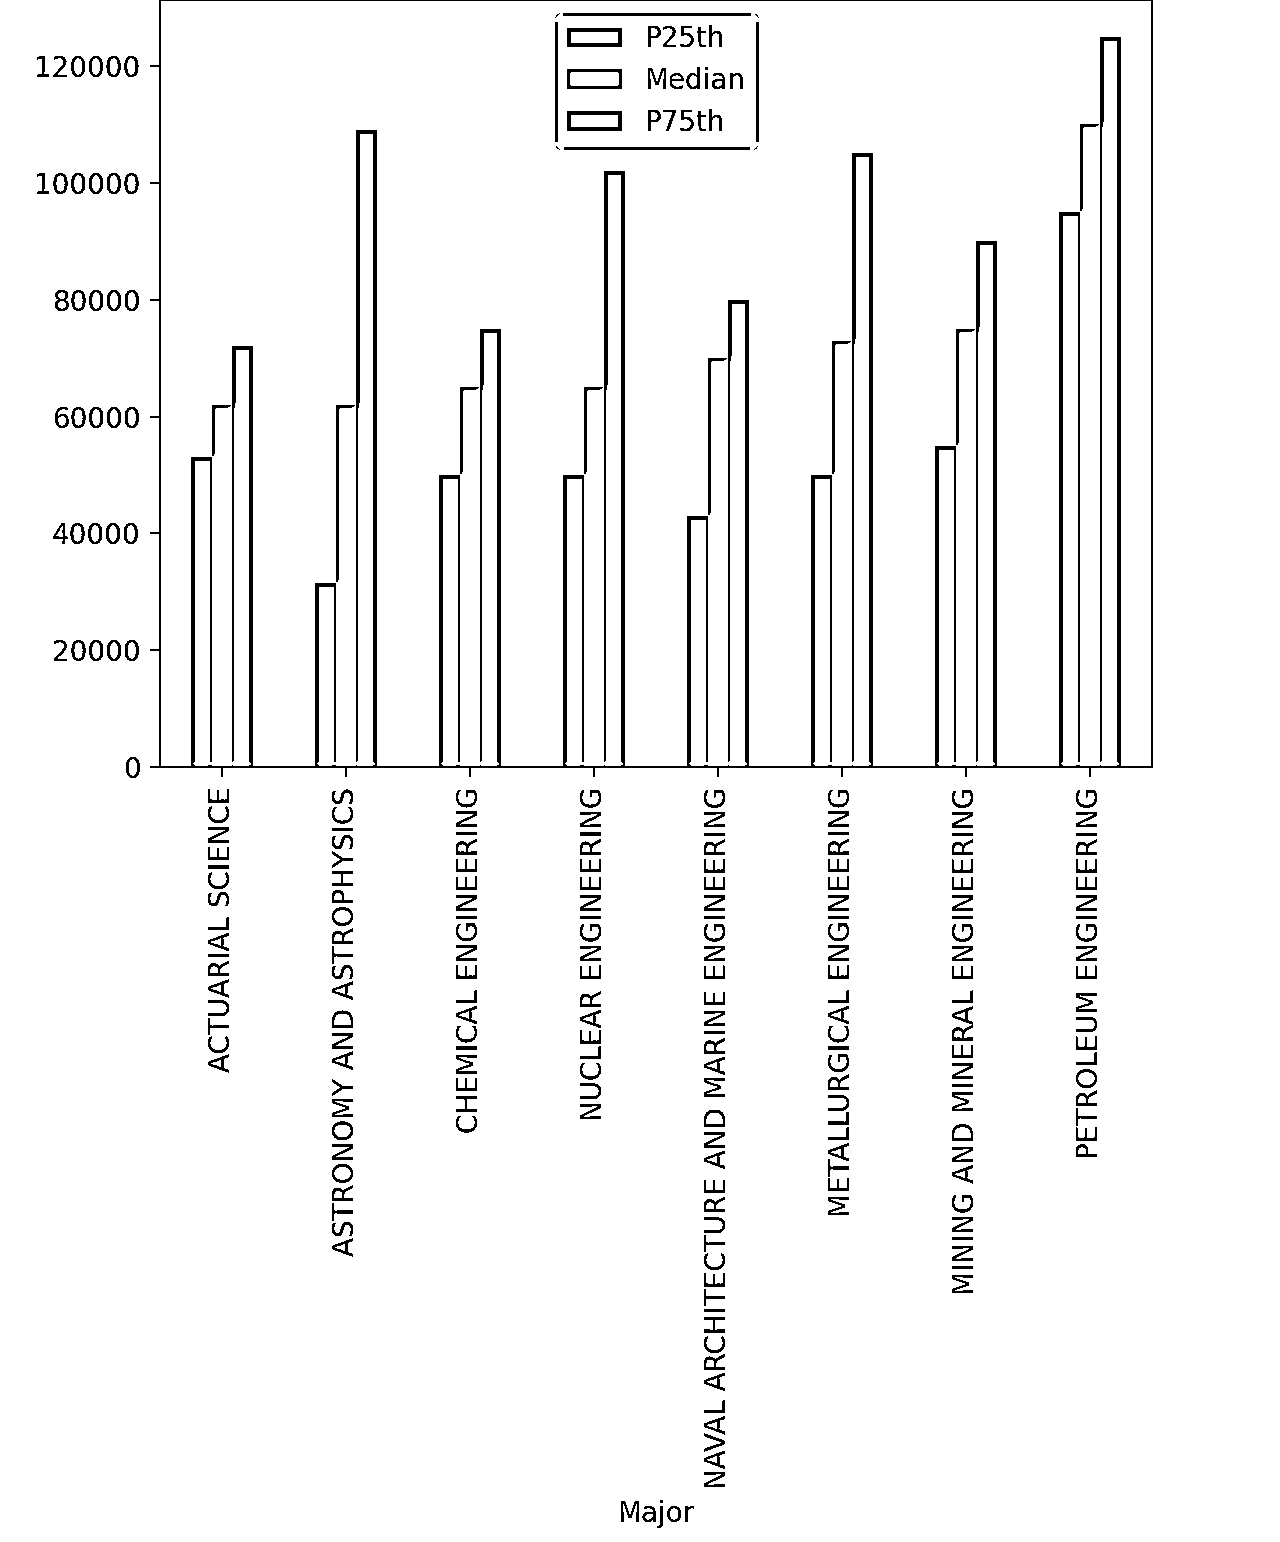 P25th
Median
P75th
120000
100000
80000
60000
40000
20000
0
ACTUARIAL SCIENCE
ASTRONOMY AND ASTROPHYSICS
CHEMICAL ENGINEERING
NUCLEAR ENGINEERING
NAVAL ARCHITECTURE AND MARINE ENGINEERING
METALLURGICAL ENGINEERING
MINING AND MINERAL ENGINEERING
PETROLEUM ENGINEERING
Major